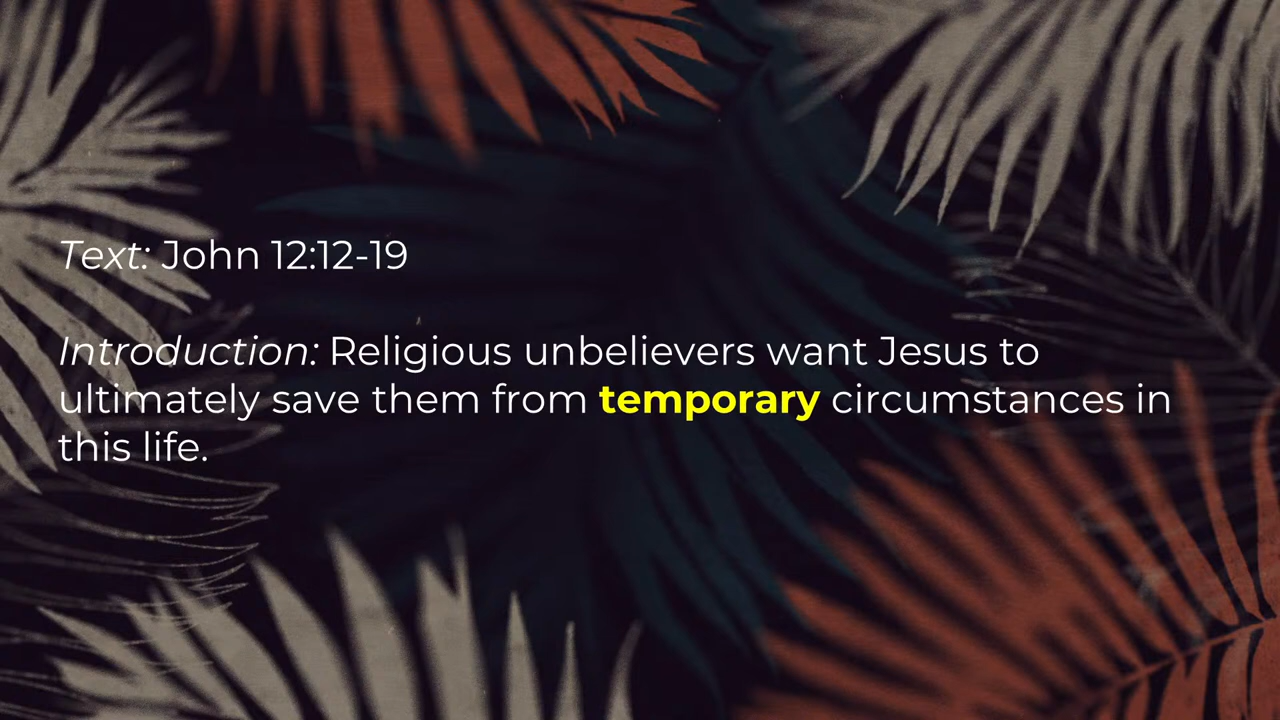 Text: John 12:12-19
Introduction: Religious unbelievers want Jesus to
ultimately save them from temporary circumstances in
this life.